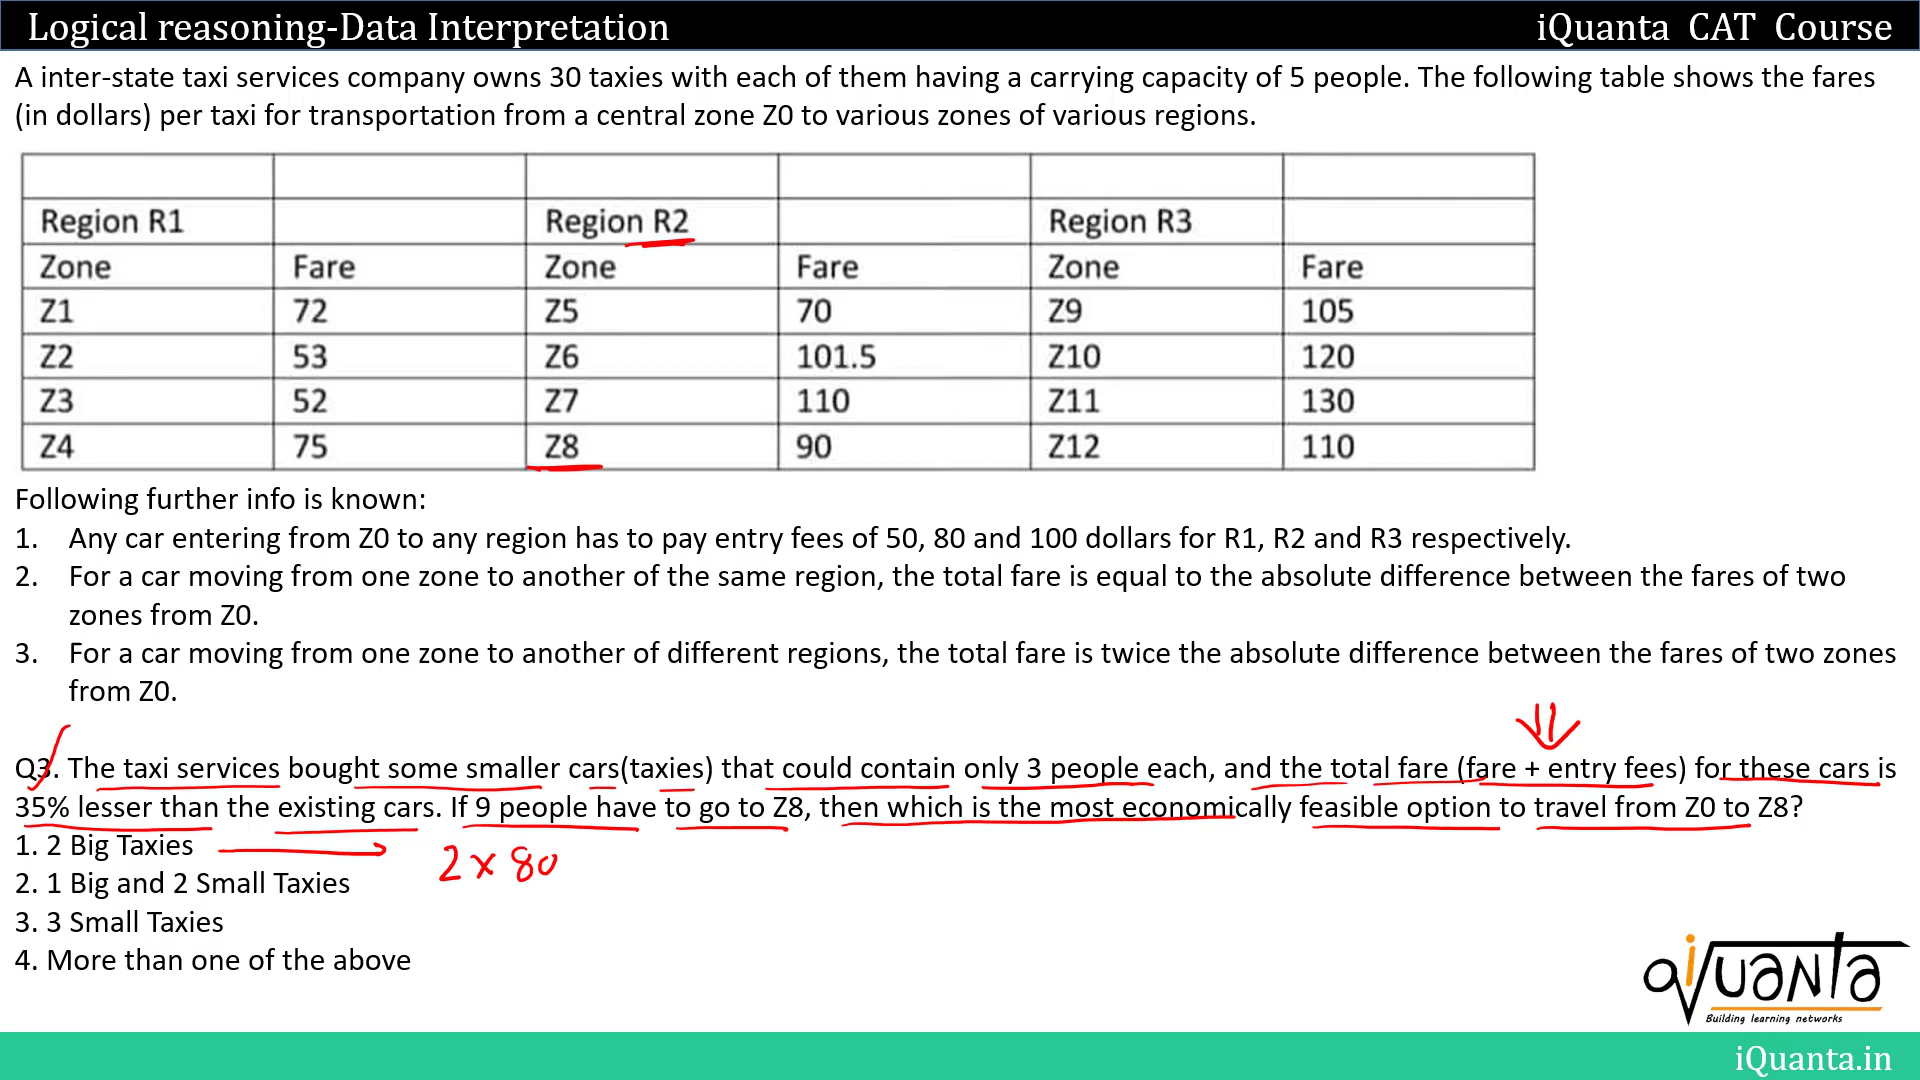 Logical reasoning-Data Interpretation iQuanta CAT Course
A inter-state taxi services company owns 30 taxies with each of them having a carrying capacity of 5 people. The following table shows the fares
(in dollars) per taxi for transportation from a central zone Z0 to various zones of various regions.
Region R1 Region R2 Region R3
Zone Fare Zone Fare Zone Fare
Z1 72 Z5 70 Z9 105
Z2 53 Z6 101.5 Z10 120
Z3 52 Z7 110 Z11 130
Z4 75 Z8 90 Z12 110
Following further info is known:
1. Any car entering from Z0 to any region has to pay entry fees of 50, 80 and 100 dollars for R1, R2 and R3 respectively.
2. For a car moving from one zone to another of the same region, the total fare is equal to the absolute difference between the fares of two
zones from Z0.
3. For a car moving from one zone to another of different regions, the total fare is twice the absolute difference between the fares of two zones
from Z0.
Q3. The taxi services bought some smaller cars(taxies) that could contain only 3 people each, and the total fare (fare + entry fees) for these cars is
35% lesser than the existing cars. If 9 people have to go to Z8, then which is the most economically feasible option to travel from Z0 to Z8?
1. 2 Big Taxies
2 x 80
2. 1 Big and 2 Small Taxies
3. 3 Small Taxies
4. More than one of the above
iQuanta
Building learning networks
iQuanta.in